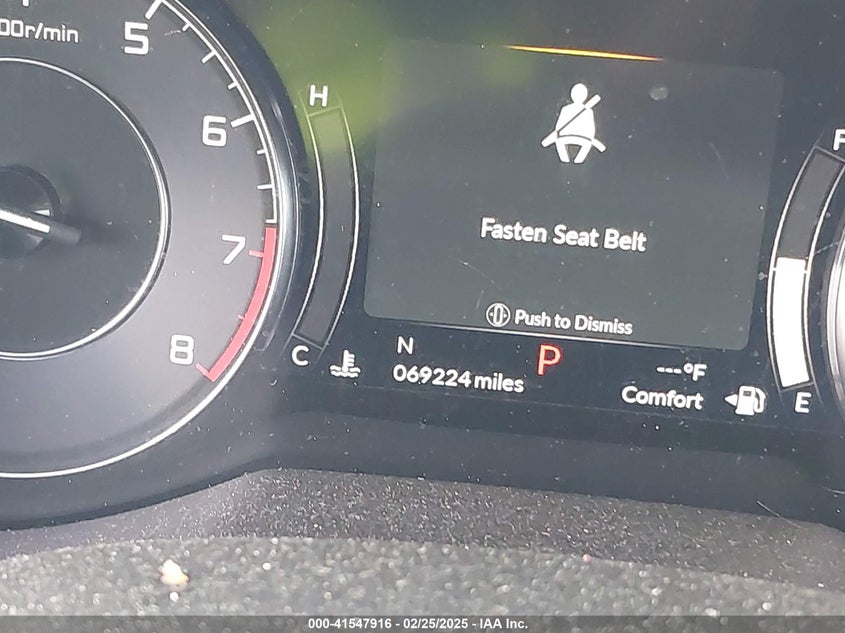 00r/min
5
6
7
8
H
C
Fasten Seat Belt
Push to Dismiss
N
P
069224 miles
---°F
Comfort
F
E
000-41547916 - 02/25/2025 - IAA Inc.